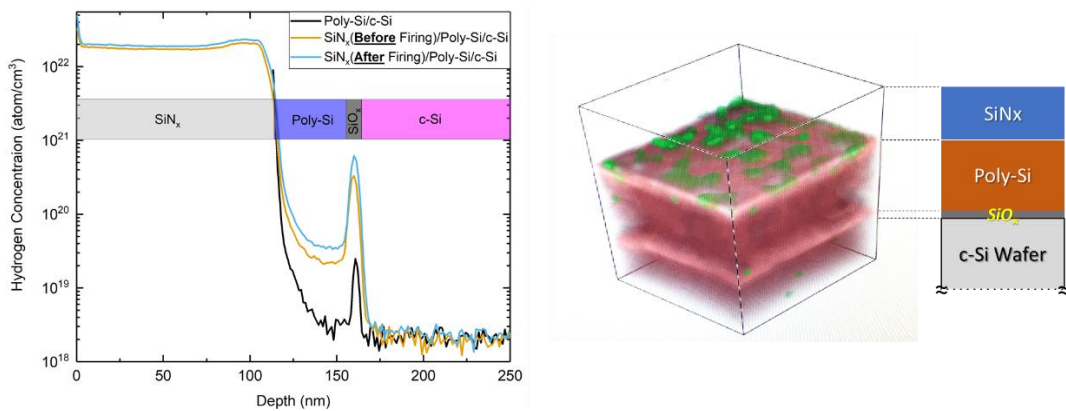 Poly-Si/c-Si
SiNx(Before Firing)/Poly-Si/c-Si
SiNx(After Firing)/Poly-Si/c-Si
Hydrogen Concentraion (atom/cm³)
10²²
10²¹
10²⁰
10¹⁹
10¹⁸
SiNx
Poly-Si
SiOx
c-Si
0 50 100 150 200 250
Depth (nm)
SiNx
Poly-Si
SiOx
c-Si Wafer